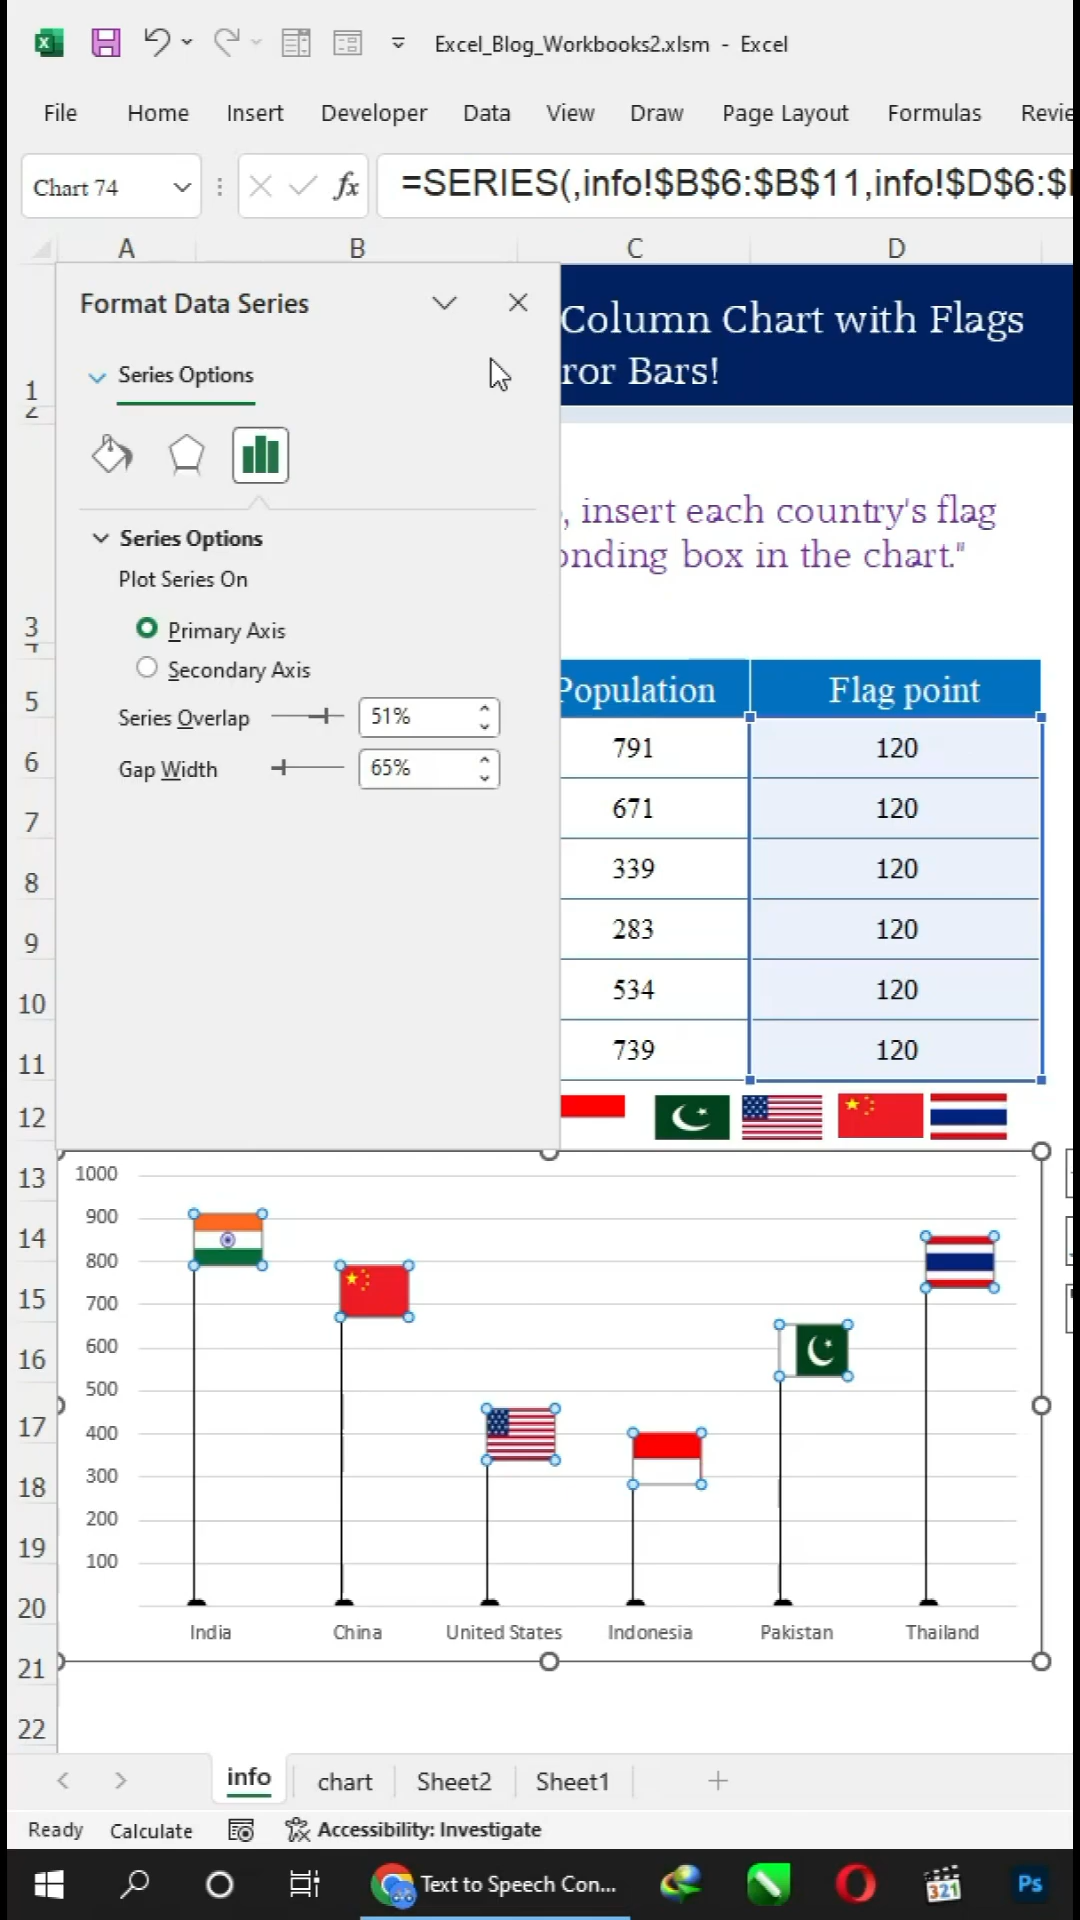 Excel_Blog_Workbooks2.xlsm - Excel
File Home Insert Developer Data View Draw Page Layout Formulas Revie
Chart 74 fx =SERIES(,info!$B$6:$B$11,info!$D$6:$
A B C D
Format Data Series
Series Options
Series Options
Plot Series On
Primary Axis
Secondary Axis
Series Overlap 51%
Gap Width 65%
1
2
3
4
5
6
7
8
9
10
11
12
13
14
15
16
17
18
19
20
21
22
Column Chart with Flags
ror Bars!
, insert each country's flag
onding box in the chart."
Population Flag point
791 120
671 120
339 120
283 120
534 120
739 120
1000
900
800
700
600
500
400
300
200
100
India China United States Indonesia Pakistan Thailand
info chart Sheet2 Sheet1
Ready Calculate Accessibility: Investigate
Text to Speech Con...
321
Ps